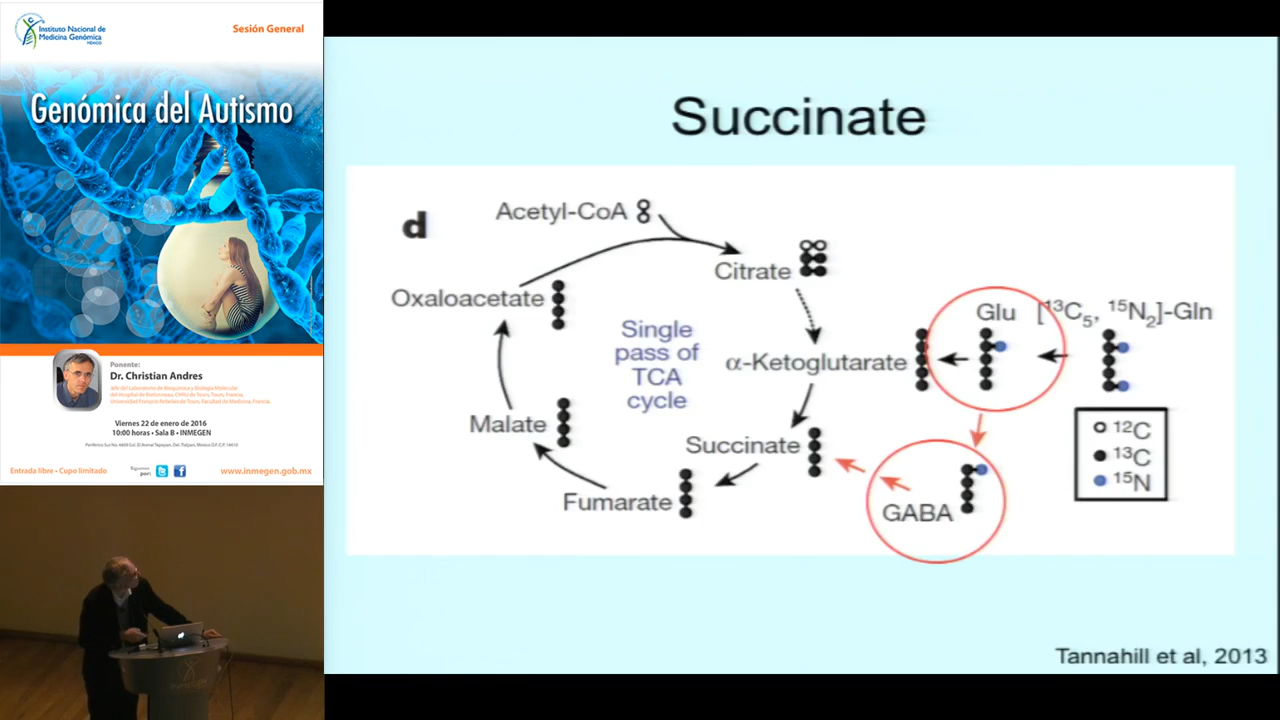 Instituto Nacional de
Medicina Genómica
MÉXICO
Sesión General
Genómica del Autismo
Ponente:
Dr. Christian Andres
Jefe del Laboratorio de Bioquímica y Biología Molecular
del Hospital de Bretonneau, CHRU de Tours, Tours, Francia.
Universidad François Rabelais de Tours, Facultad de Medicina, Francia.
Viernes 22 de enero de 2016
10:00 horas • Sala B • INMEGEN
Periférico Sur No. 4809 Col. El Arenal Tepepan, Del. Tlalpan, México D.F. C.P. 14610
Entrada libre • Cupo limitado
Síguenos
por:
www.inmegen.gob.mx
INMEGEN
Succinate
d
Acetyl-CoA
Citrate
Oxaloacetate
Glu
[¹³C₅, ¹⁵N₂]-Gln
Single
pass of
TCA
cycle
α-Ketoglutarate
Malate
Succinate
Fumarate
GABA
¹²C
¹³C
¹⁵N
Tannahill et al, 2013